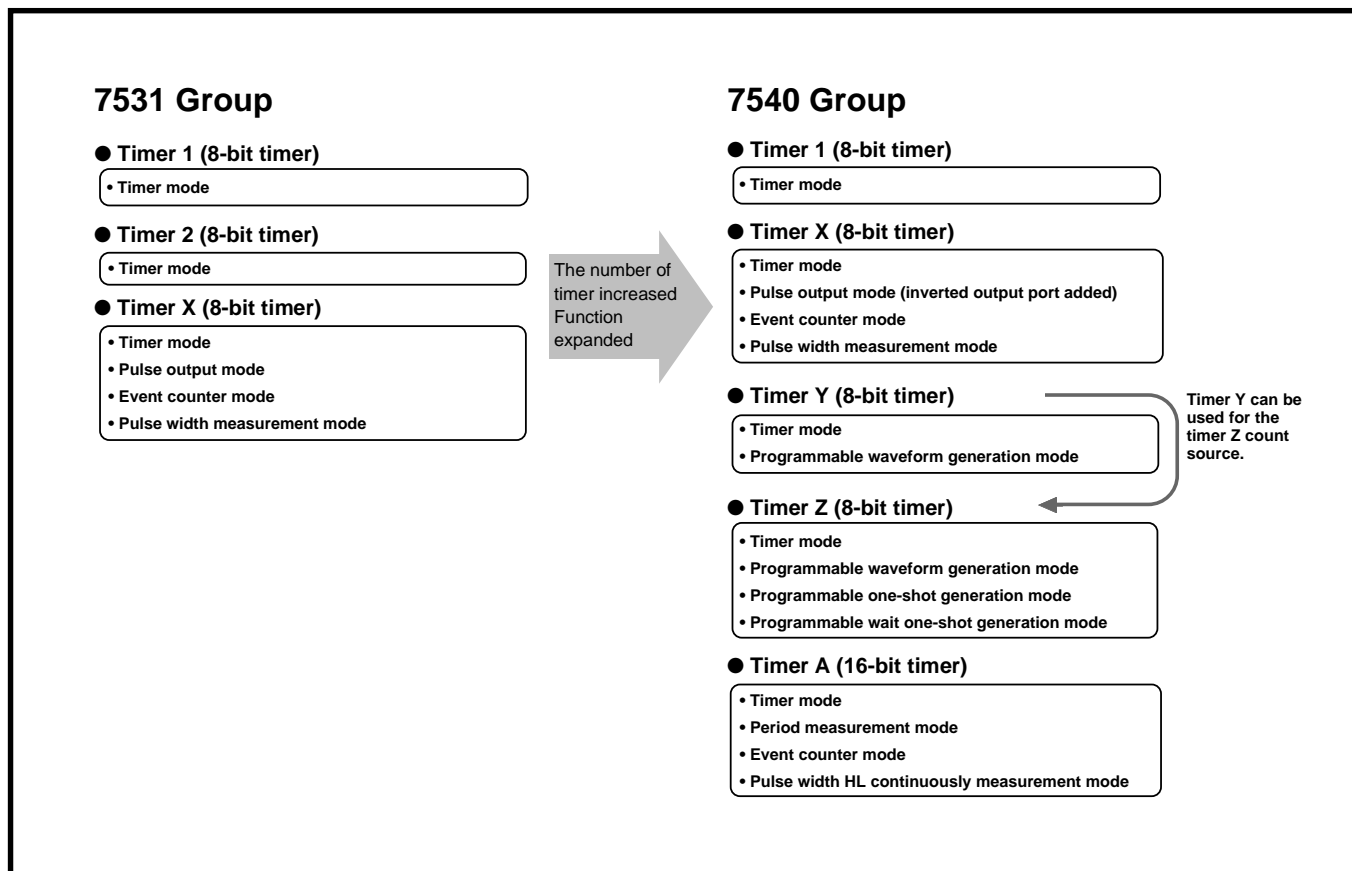 7531 Group
● Timer 1 (8-bit timer)
• Timer mode
● Timer 2 (8-bit timer)
• Timer mode
● Timer X (8-bit timer)
• Timer mode
• Pulse output mode
• Event counter mode
• Pulse width measurement mode
The number of
timer increased
Function
expanded
7540 Group
● Timer 1 (8-bit timer)
• Timer mode
● Timer X (8-bit timer)
• Timer mode
• Pulse output mode (inverted output port added)
• Event counter mode
• Pulse width measurement mode
● Timer Y (8-bit timer)
• Timer mode
• Programmable waveform generation mode
Timer Y can be
used for the
timer Z count
source.
● Timer Z (8-bit timer)
• Timer mode
• Programmable waveform generation mode
• Programmable one-shot generation mode
• Programmable wait one-shot generation mode
● Timer A (16-bit timer)
• Timer mode
• Period measurement mode
• Event counter mode
• Pulse width HL continuously measurement mode